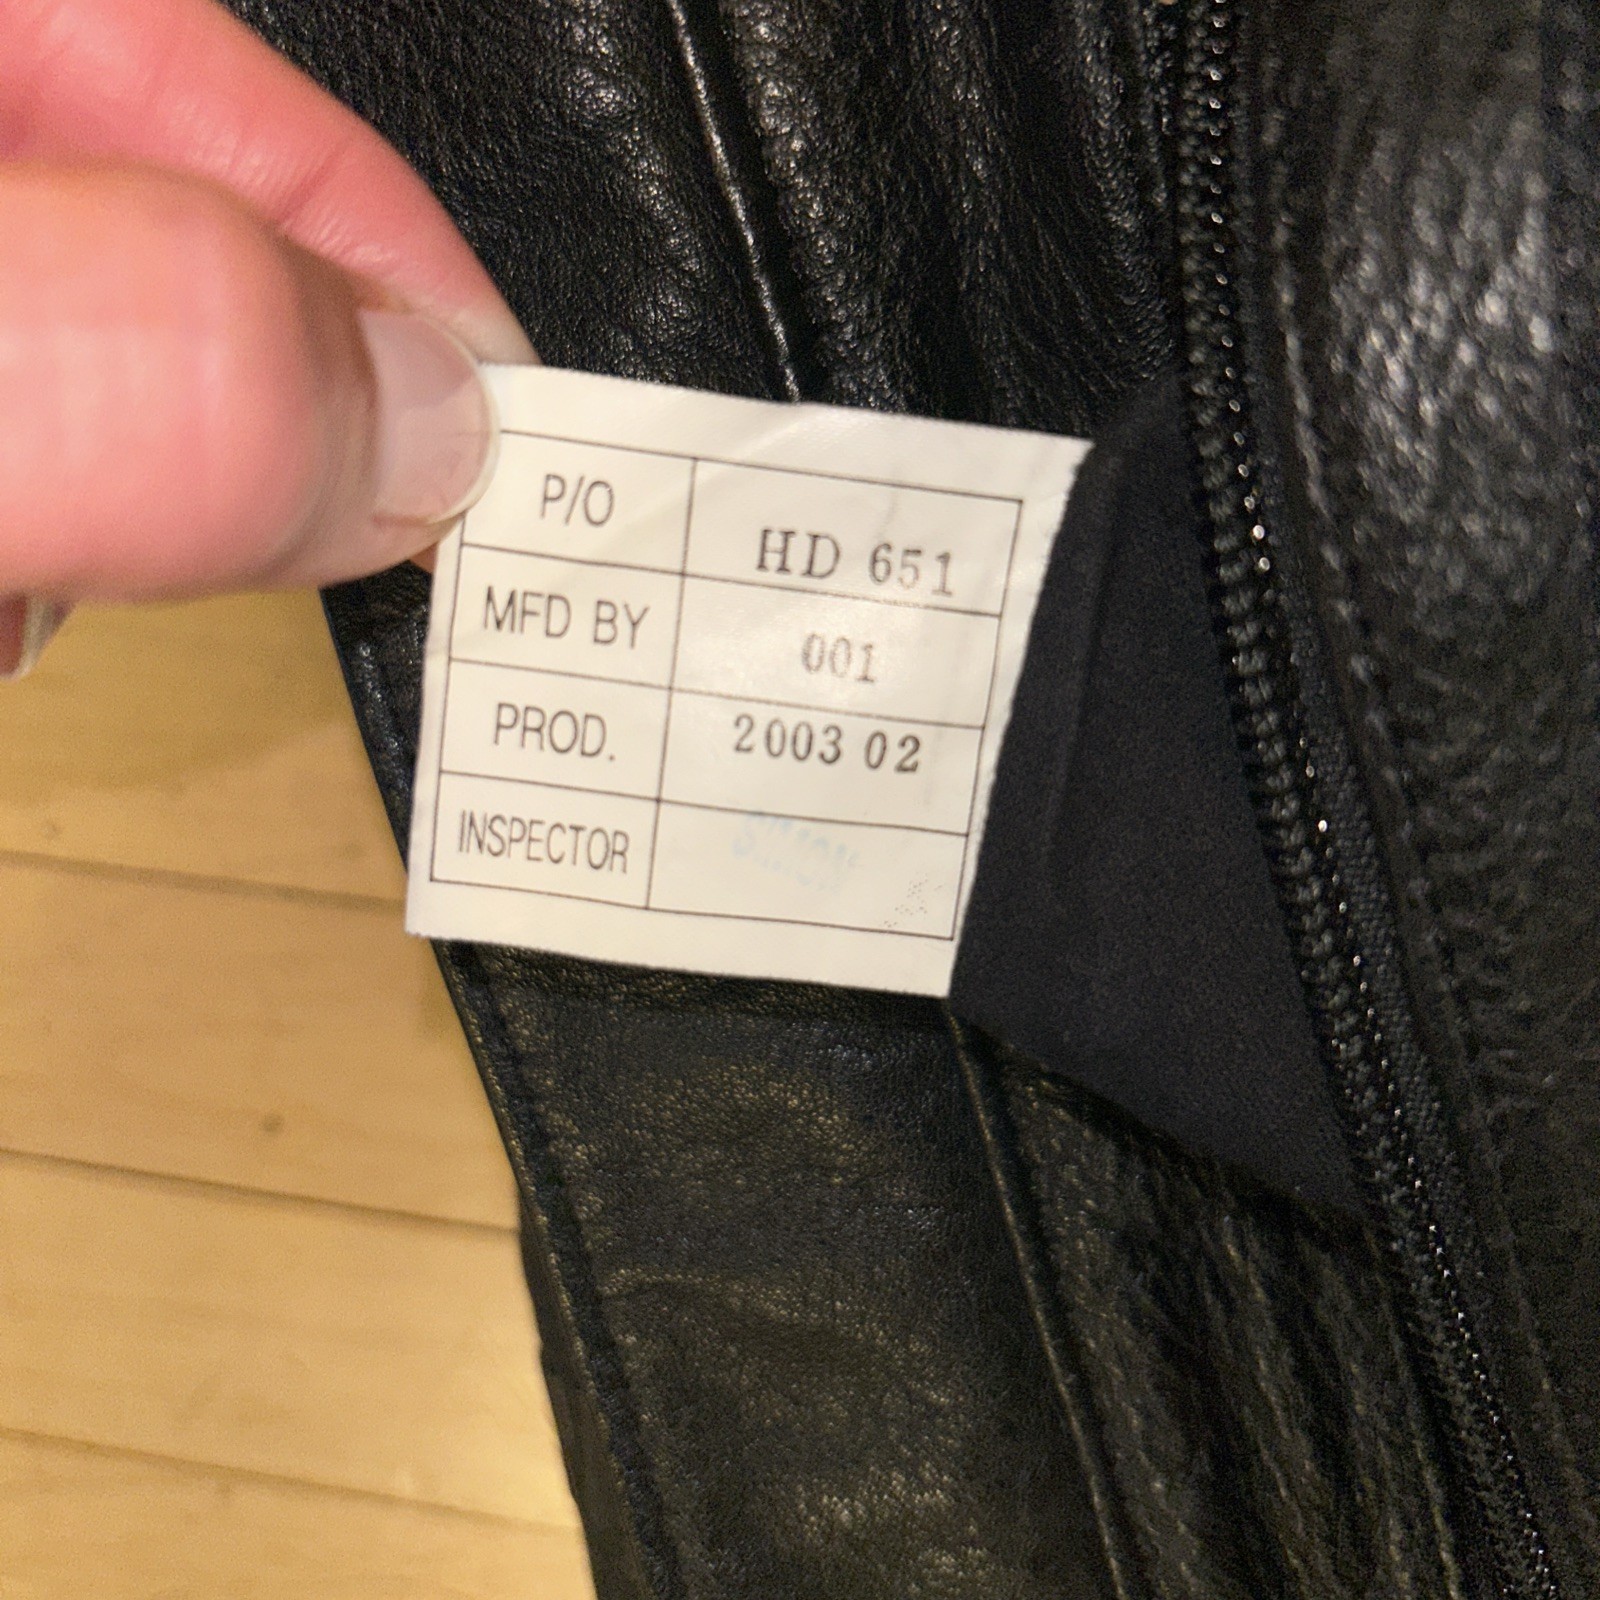 P/O HD 651
MFD BY 001
PROD. 2003 02
INSPECTOR